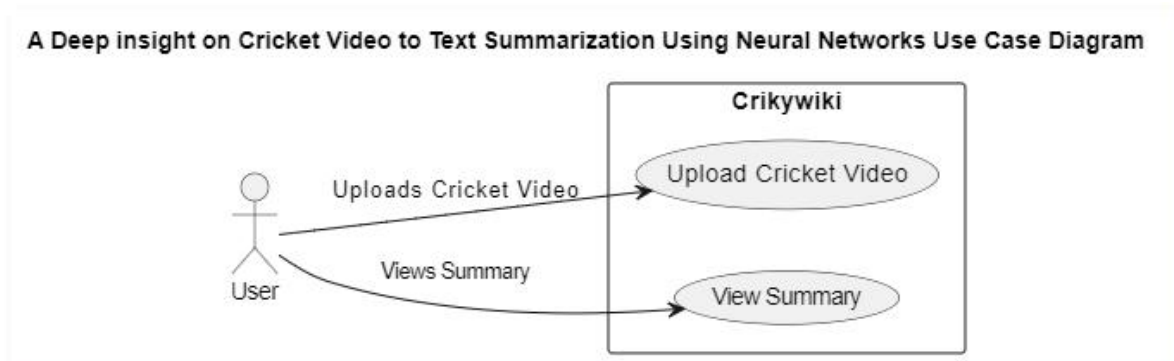 A Deep insight on Cricket Video to Text Summarization Using Neural Networks Use Case Diagram
Crikywiki
Upload Cricket Video
Uploads Cricket Video
Views Summary
User
View Summary